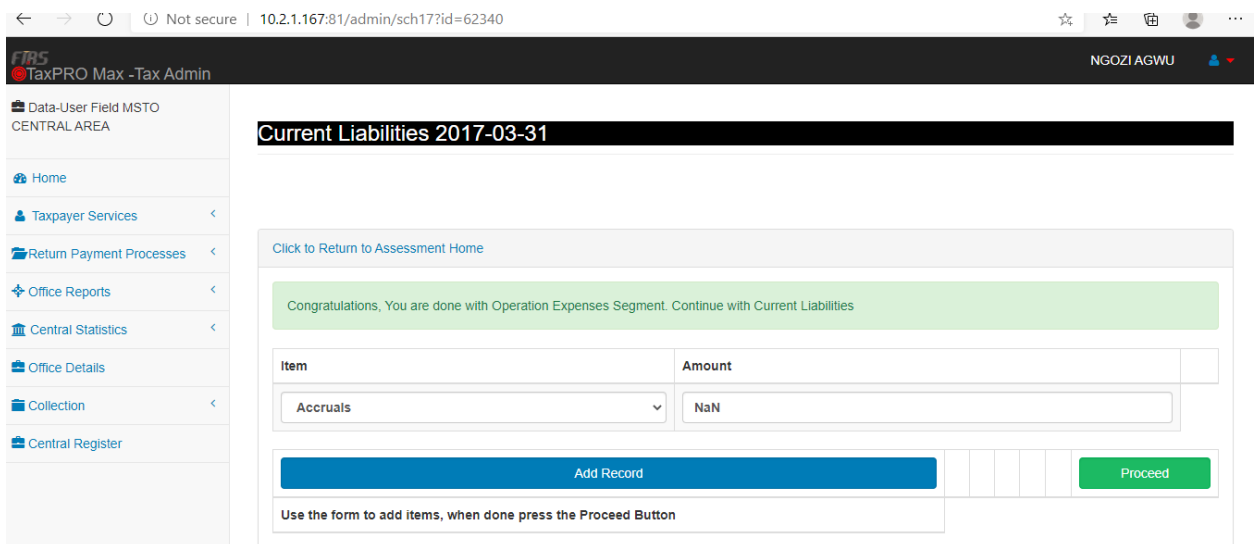 Not secure | 10.2.1.167:81/admin/sch17?id=62340
FIRS
TaxPRO Max -Tax Admin
NGOZI AGWU
Data-User Field MSTO
CENTRAL AREA
Home
Taxpayer Services
Return Payment Processes
Office Reports
Central Statistics
Office Details
Collection
Central Register
Current Liabilities 2017-03-31
Click to Return to Assessment Home
Congratulations, You are done with Operation Expenses Segment. Continue with Current Liabilities
Item Amount
Accruals NaN
Add Record Proceed
Use the form to add items, when done press the Proceed Button